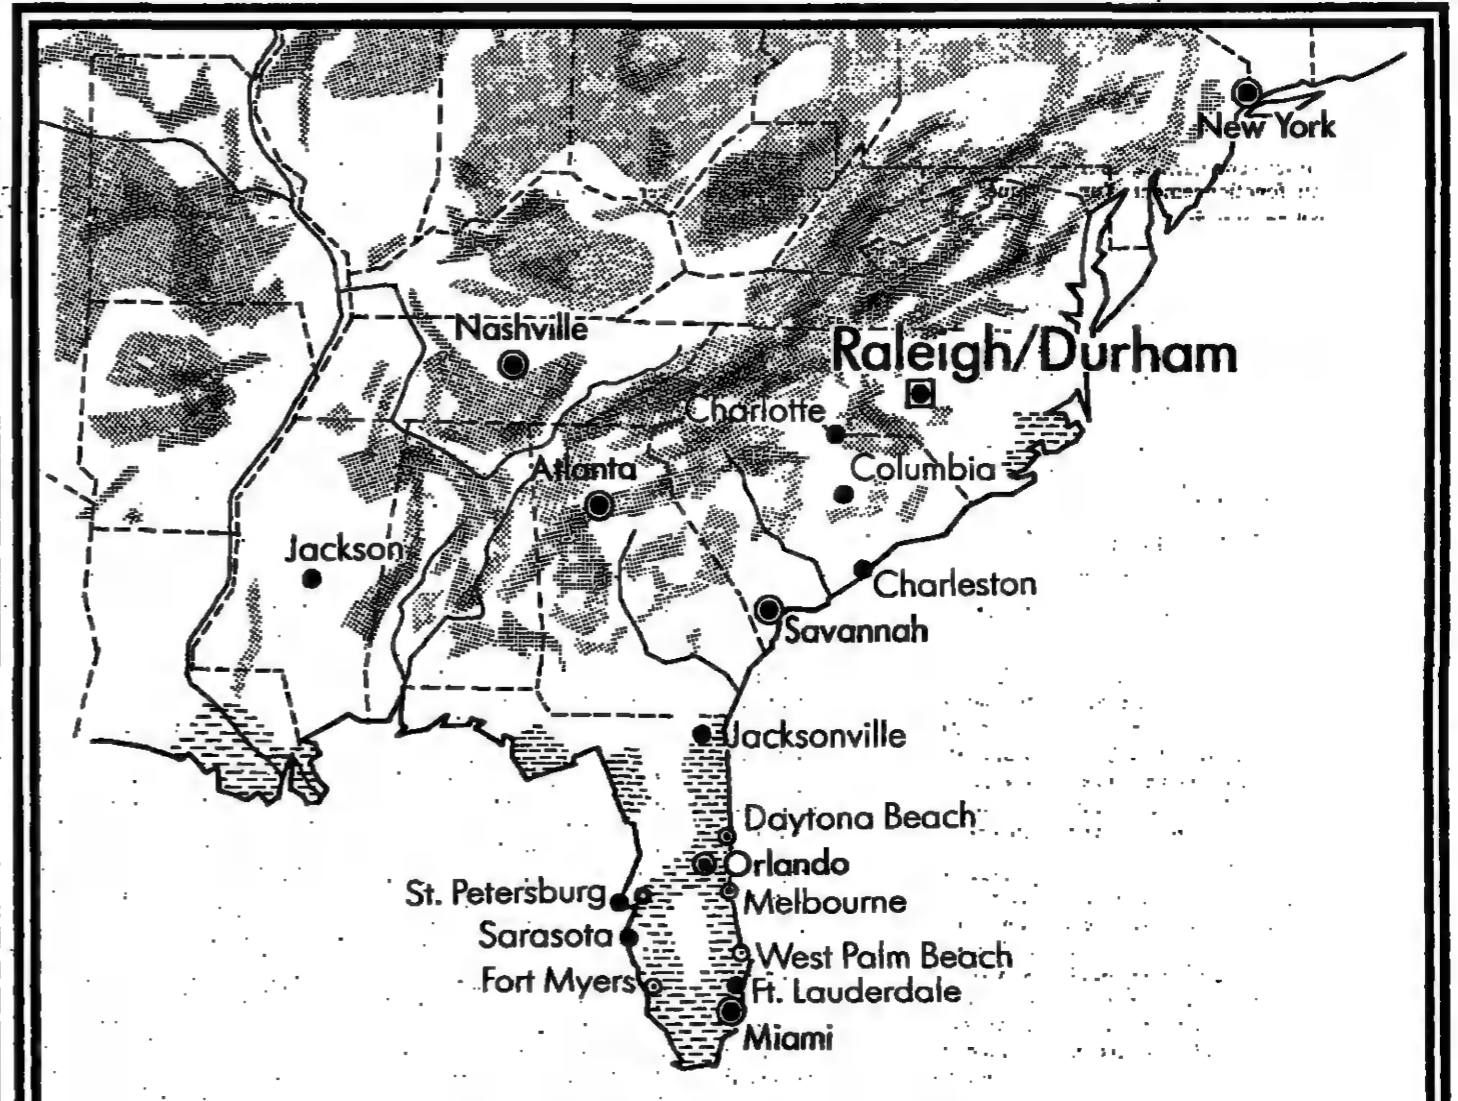 New York
Nashville
Raleigh/Durham
Charlotte
Columbia
Atlanta
Jackson
Charleston
Savannah
Jacksonville
Daytona Beach
Orlando
St. Petersburg
Melbourne
Sarasota
West Palm Beach
Fort Myers
Ft. Lauderdale
Miami